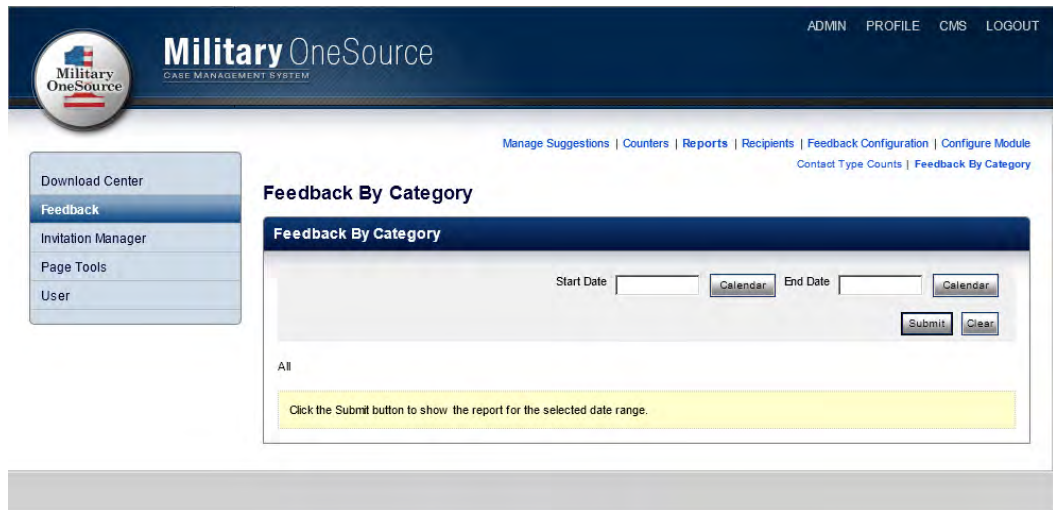 ADMIN PROFILE CMS LOGOUT
Military OneSource
CASE MANAGEMENT SYSTEM
Military
OneSource
Manage Suggestions | Counters | Reports | Recipients | Feedback Configuration | Configure Module
Contact Type Counts | Feedback By Category
Download Center
Feedback
Invitation Manager
Page Tools
User
Feedback By Category
Feedback By Category
Start Date Calendar End Date Calendar
Submit Clear
All
Click the Submit button to show the report for the selected date range.